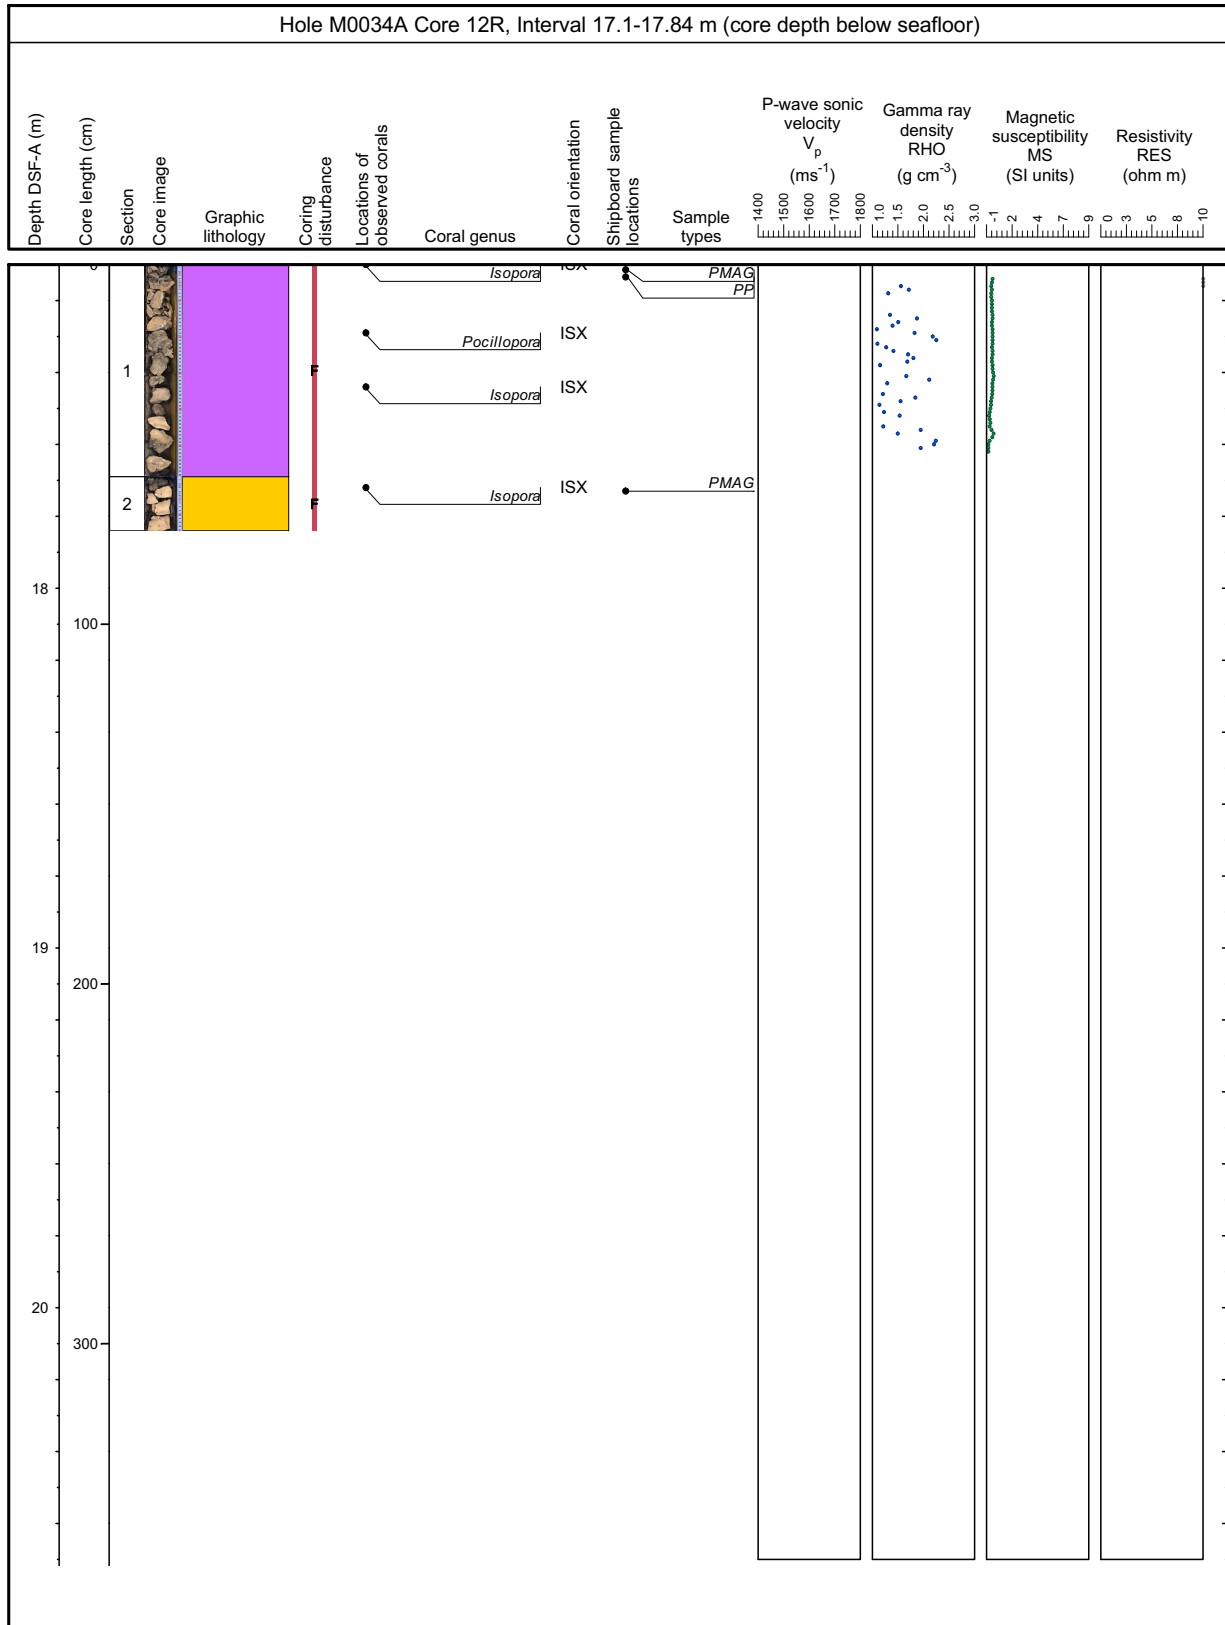 Hole M0034A Core 12R, Interval 17.1-17.84 m (core depth below seafloor)
Depth DSF-A (m)
Core length (cm)
Section
Core image
Graphic
lithology
Coring
disturbance
Locations of
observed corals
Coral genus
Coral orientation
Shipboard sample
locations
Sample
types
P-wave sonic
velocity
Vp
(ms-1)
1400
1500
1600
1700
1800
Gamma ray
density
RHO
(g cm-3)
1.0
1.5
2.0
2.5
3.0
Magnetic
susceptibility
MS
(SI units)
-1
2
4
7
9
Resistivity
RES
(ohm m)
0
3
5
8
10
0
Isopora
ISX
PMAG
PP
Pocillopora
ISX
1
F
Isopora
ISX
2
F
Isopora
ISX
PMAG
18
100
19
200
20
300